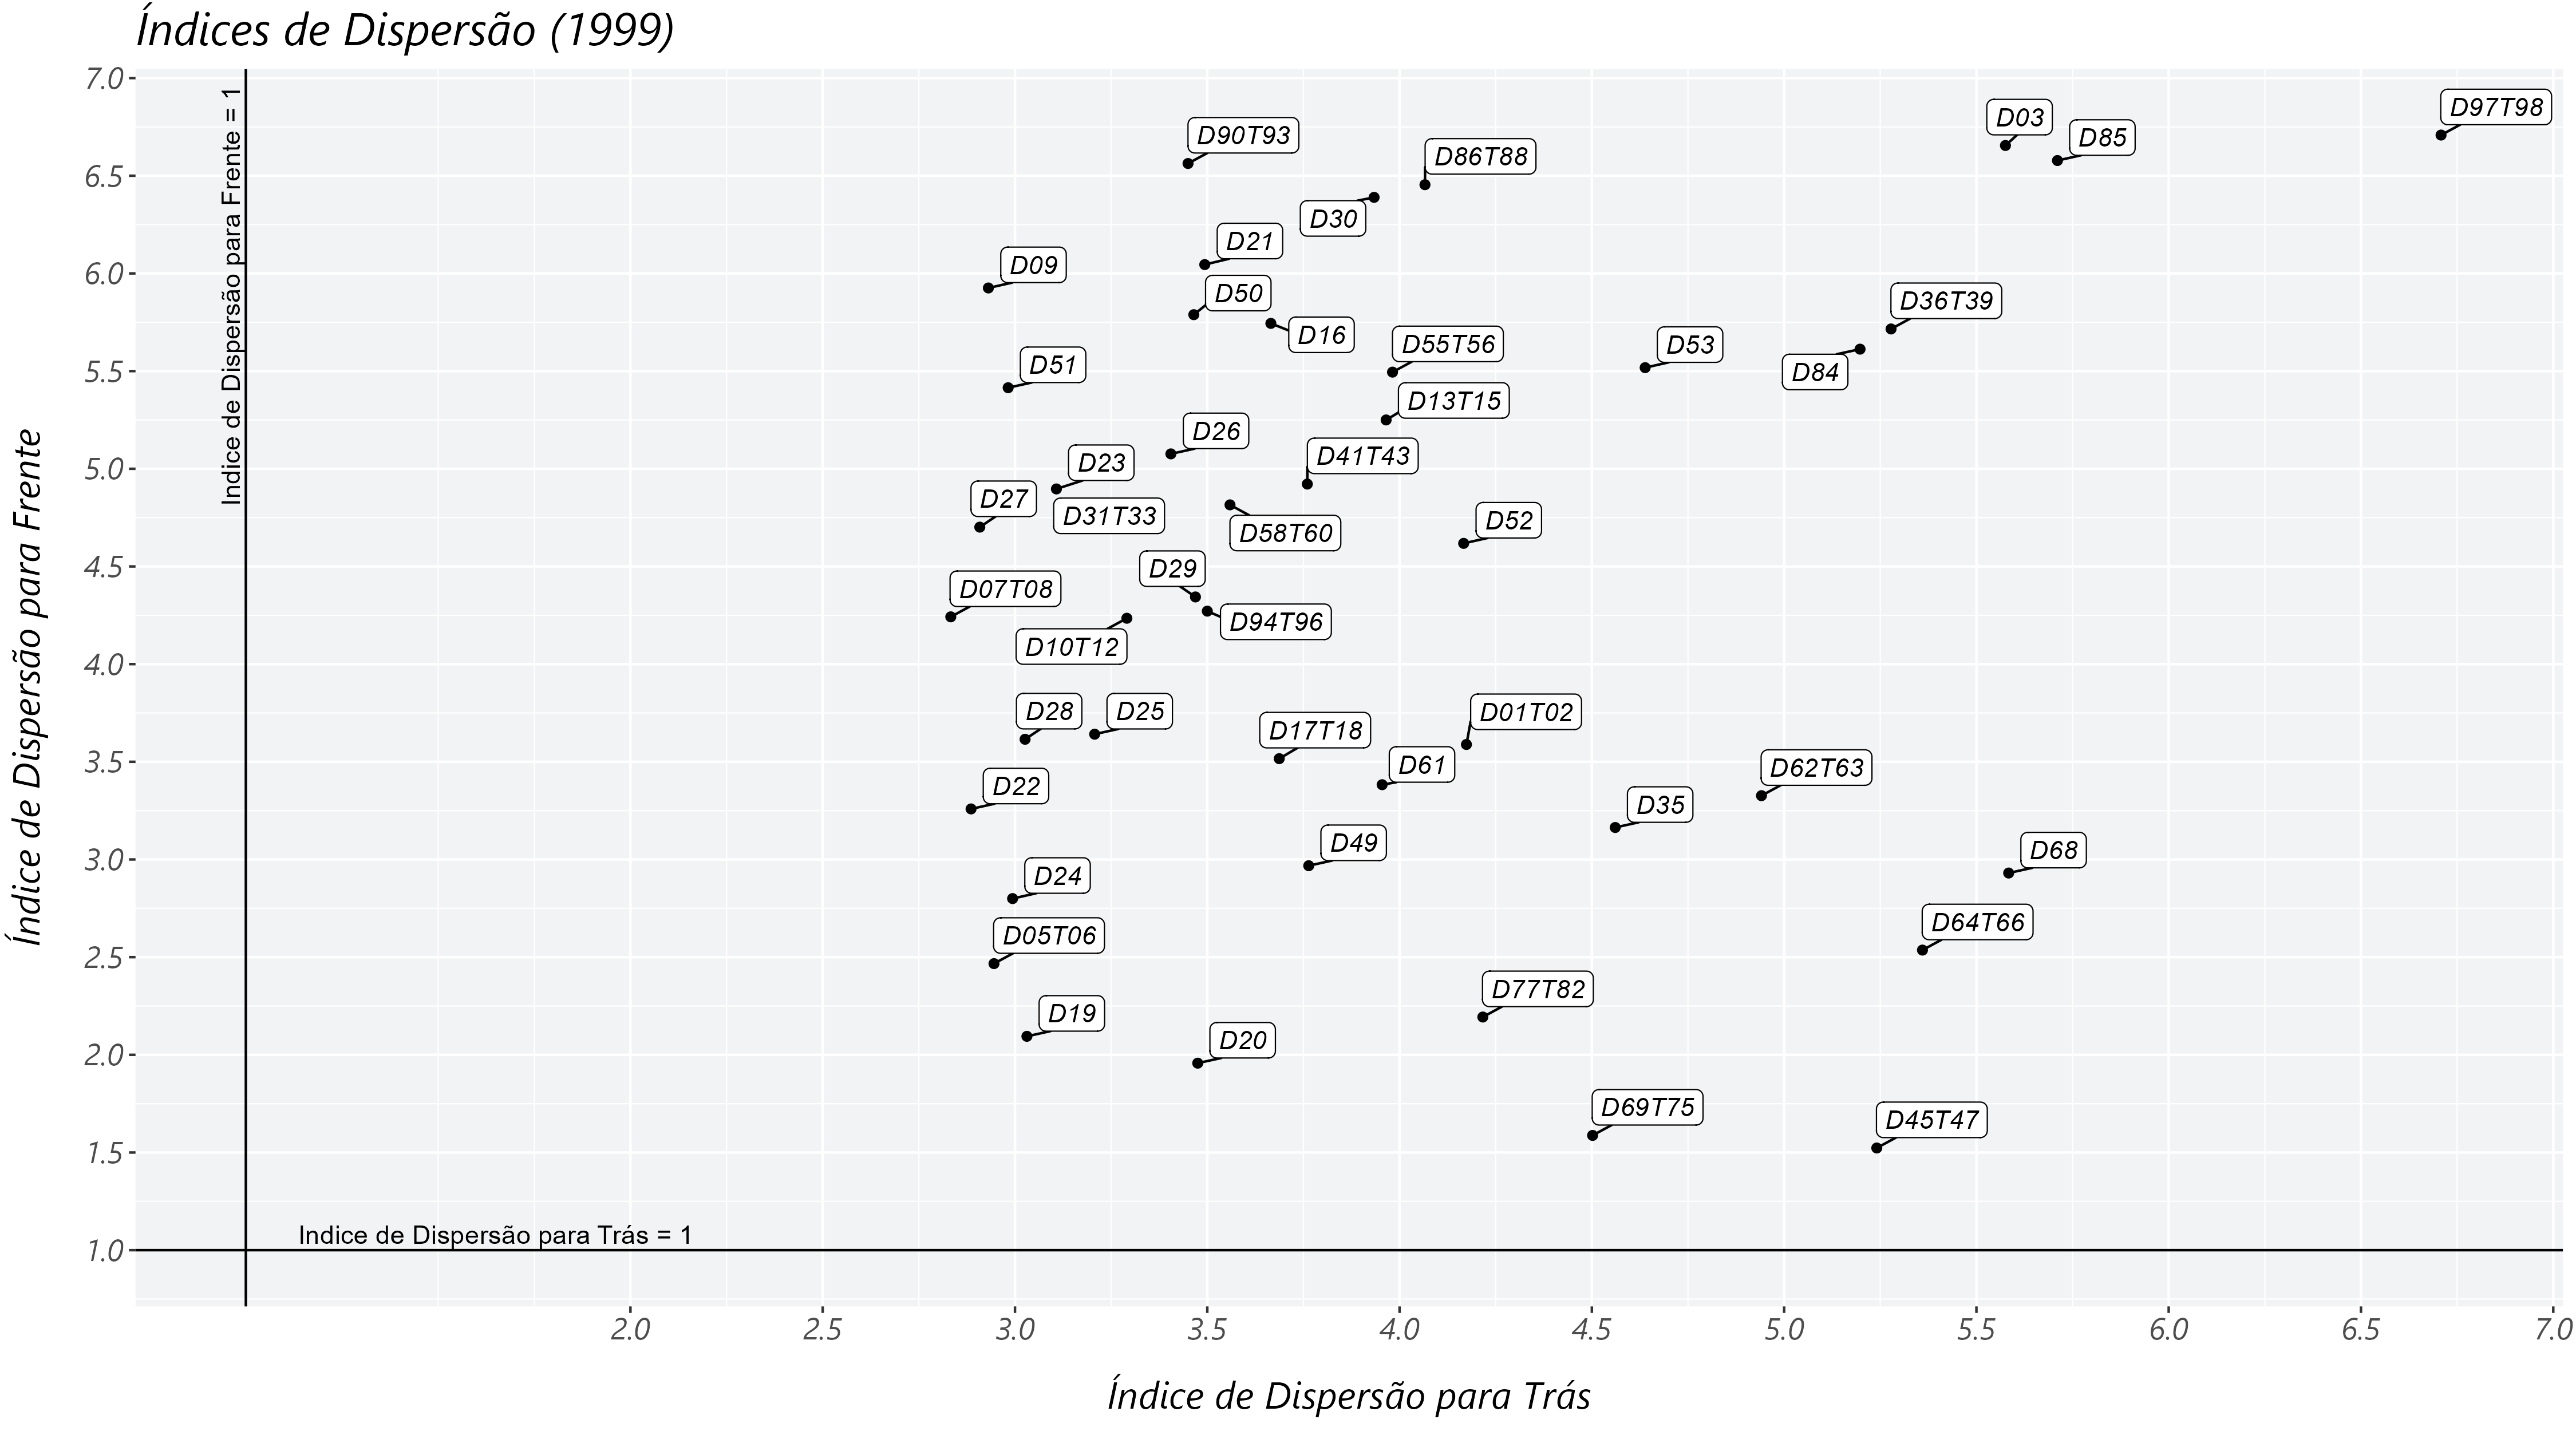 Índices de Dispersão (1999)
Índice de Dispersão para Frente
7.0
6.5
6.0
5.5
5.0
4.5
4.0
3.5
3.0
2.5
2.0
1.5
1.0
Indice de Dispersão para Frente = 1
D97T98
D03
D85
D90T93
D86T88
D30
D21
D09
D50
D36T39
D16
D55T56
D53
D51
D84
D13T15
D26
D41T43
D23
D27
D31T33
D58T60
D52
D29
D07T08
D94T96
D10T12
D28
D25
D01T02
D17T18
D61
D62T63
D22
D35
D49
D68
D24
D64T66
D05T06
D77T82
D19
D20
D69T75
D45T47
Indice de Dispersão para Trás = 1
2.0
2.5
3.0
3.5
4.0
4.5
5.0
5.5
6.0
6.5
7.0
Índice de Dispersão para Trás